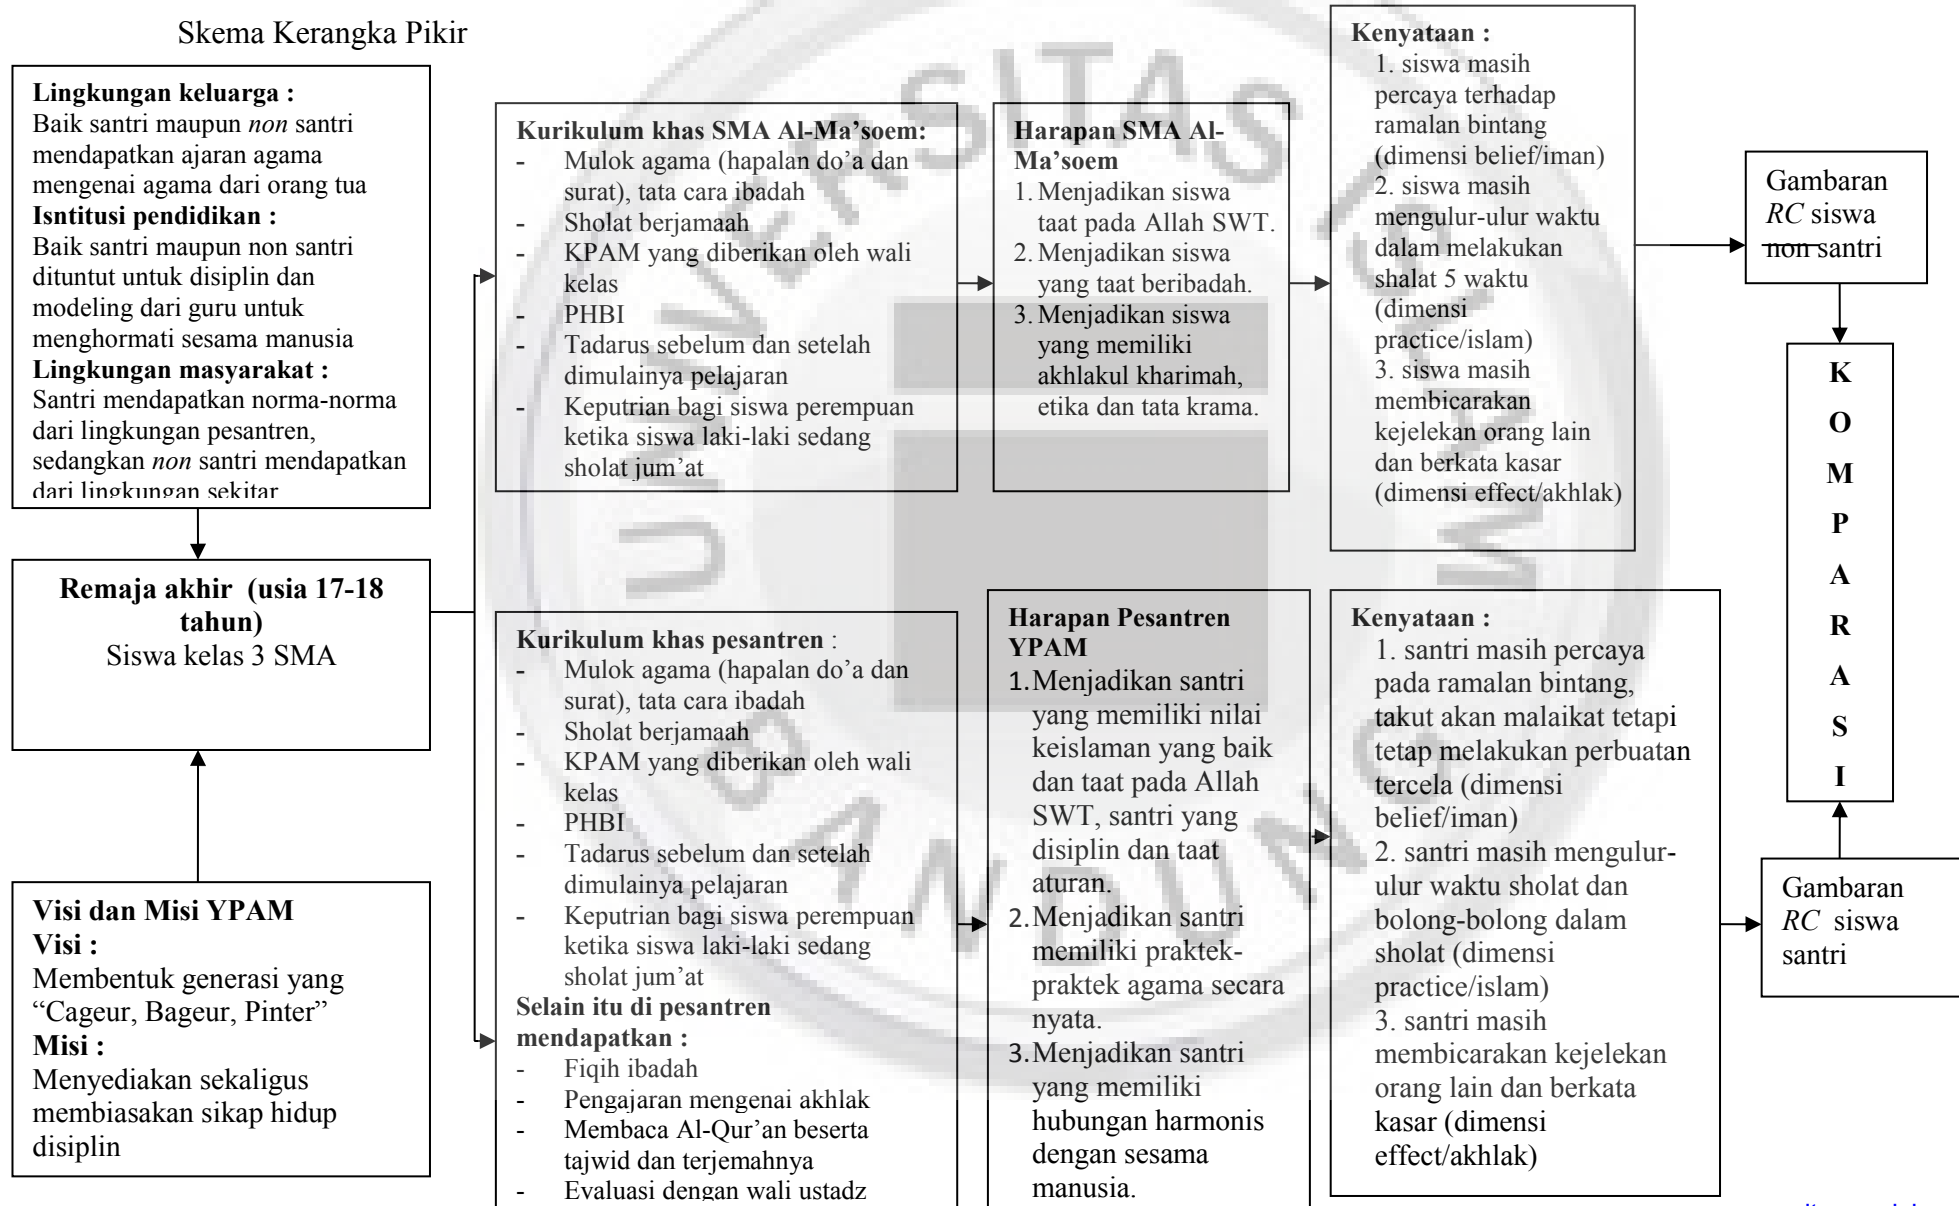 Skema Kerangka Pikir
Lingkungan keluarga :
Baik santri maupun non santri
mendapatkan ajaran agama
mengenai agama dari orang tua
Isntitusi pendidikan :
Baik santri maupun non santri
dituntut untuk disiplin dan
modeling dari guru untuk
menghormati sesama manusia
Lingkungan masyarakat :
Santri mendapatkan norma-norma
dari lingkungan pesantren,
sedangkan non santri mendapatkan
dari lingkungan sekitar
Remaja akhir (usia 17-18
tahun)
Siswa kelas 3 SMA
Visi dan Misi YPAM
Visi :
Membentuk generasi yang
“Cageur, Bageur, Pinter”
Misi :
Menyediakan sekaligus
membiasakan sikap hidup
disiplin
Kurikulum khas SMA Al-Ma’soem:
- Mulok agama (hapalan do’a dan
surat), tata cara ibadah
- Sholat berjamaah
- KPAM yang diberikan oleh wali
kelas
- PHBI
- Tadarus sebelum dan setelah
dimulainya pelajaran
- Keputrian bagi siswa perempuan
ketika siswa laki-laki sedang
sholat jum’at
Harapan SMA Al-
Ma’soem
1. Menjadikan siswa
taat pada Allah SWT.
2. Menjadikan siswa
yang taat beribadah.
3. Menjadikan siswa
yang memiliki
akhlakul kharimah,
etika dan tata krama.
Kenyataan :
1. siswa masih
percaya terhadap
ramalan bintang
(dimensi belief/iman)
2. siswa masih
mengulur-ulur waktu
dalam melakukan
shalat 5 waktu
(dimensi
practice/islam)
3. siswa masih
membicarakan
kejelekan orang lain
dan berkata kasar
(dimensi effect/akhlak)
Gambaran
RC siswa
non santri
Kurikulum khas pesantren :
- Mulok agama (hapalan do’a dan
surat), tata cara ibadah
- Sholat berjamaah
- KPAM yang diberikan oleh wali
kelas
- PHBI
- Tadarus sebelum dan setelah
dimulainya pelajaran
- Keputrian bagi siswa perempuan
ketika siswa laki-laki sedang
sholat jum’at
Selain itu di pesantren
mendapatkan :
- Fiqih ibadah
- Pengajaran mengenai akhlak
- Membaca Al-Qur’an beserta
tajwid dan terjemahnya
- Evaluasi dengan wali ustadz
Harapan Pesantren
YPAM
1. Menjadikan santri
yang memiliki nilai
keislaman yang baik
dan taat pada Allah
SWT, santri yang
disiplin dan taat
aturan.
2. Menjadikan santri
memiliki praktek-
praktek agama secara
nyata.
3. Menjadikan santri
yang memiliki
hubungan harmonis
dengan sesama
manusia.
Kenyataan :
1. santri masih percaya
pada ramalan bintang,
takut akan malaikat tetapi
tetap melakukan perbuatan
tercela (dimensi
belief/iman)
2. santri masih mengulur-
ulur waktu sholat dan
bolong-bolong dalam
sholat (dimensi
practice/islam)
3. santri masih
membicarakan kejelekan
orang lain dan berkata
kasar (dimensi
effect/akhlak)
Gambaran
RC siswa
santri
K
O
M
P
A
R
A
S
I
UNIVERSITAS ISLAM
BANDUNG